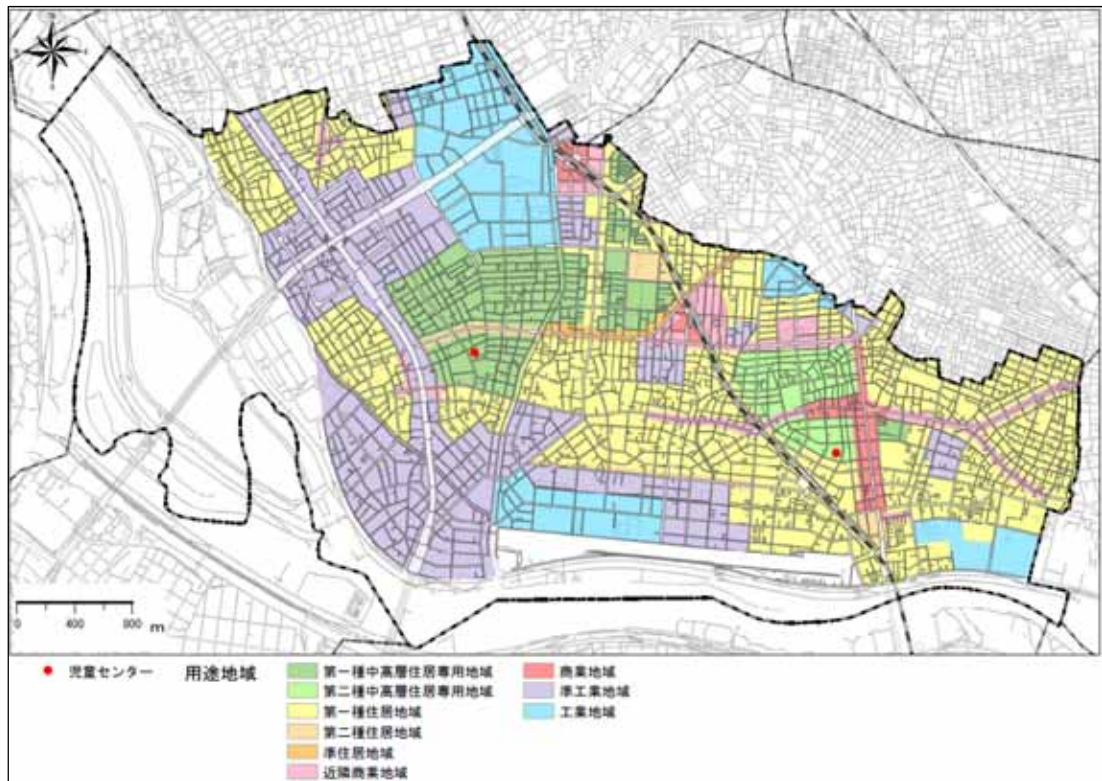 0 400 800 m
児童センター 用途地域
第一種中高層住居専用地域
第二種中高層住居専用地域
第一種住居地域
第二種住居地域
準住居地域
近隣商業地域
商業地域
準工業地域
工業地域